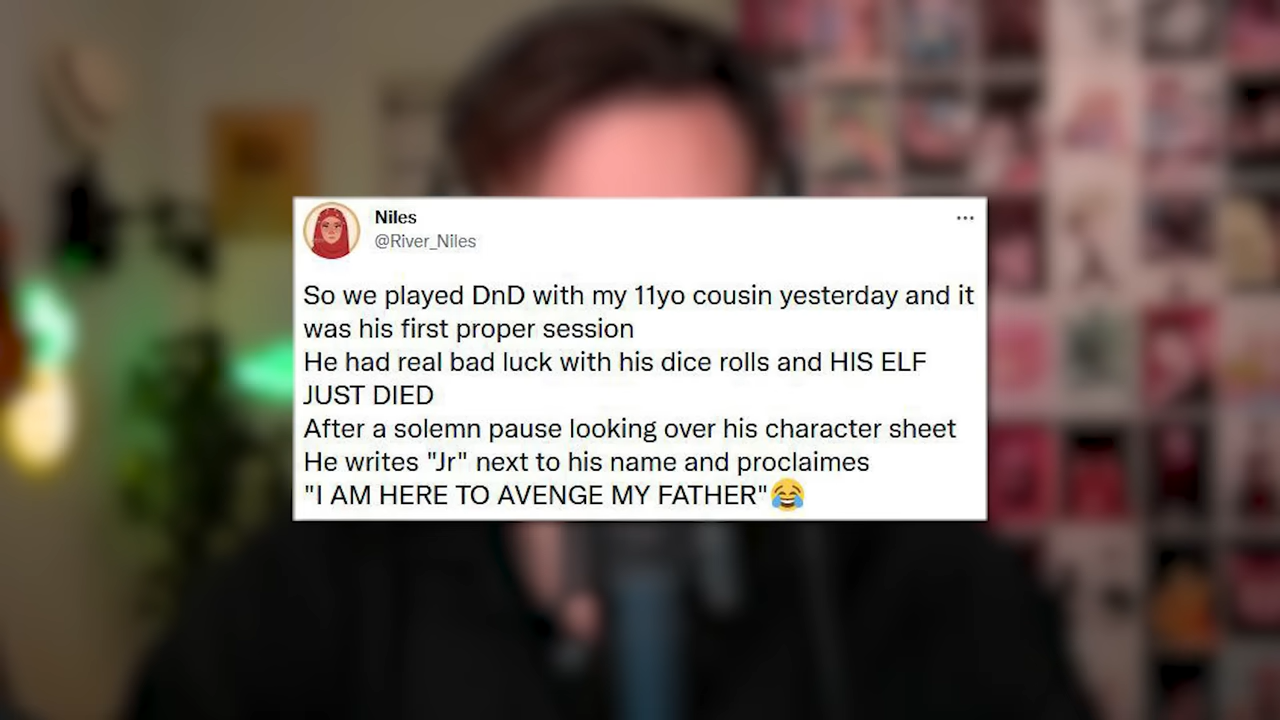 Niles
@River_Niles
So we played DnD with my 11yo cousin yesterday and it
was his first proper session
He had real bad luck with his dice rolls and HIS ELF
JUST DIED
After a solemn pause looking over his character sheet
He writes "Jr" next to his name and proclaimes
"I AM HERE TO AVENGE MY FATHER"😂